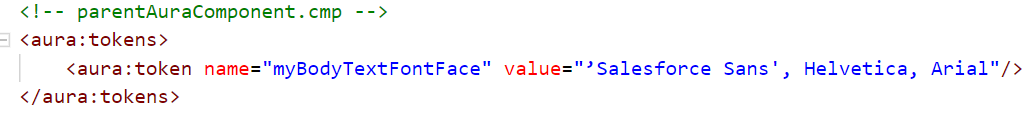 <!-- parentAuraComponent.cmp -->
<aura:tokens>
    <aura:token name="myBodyTextFontFace" value="’Salesforce Sans', Helvetica, Arial"/>
</aura:tokens>